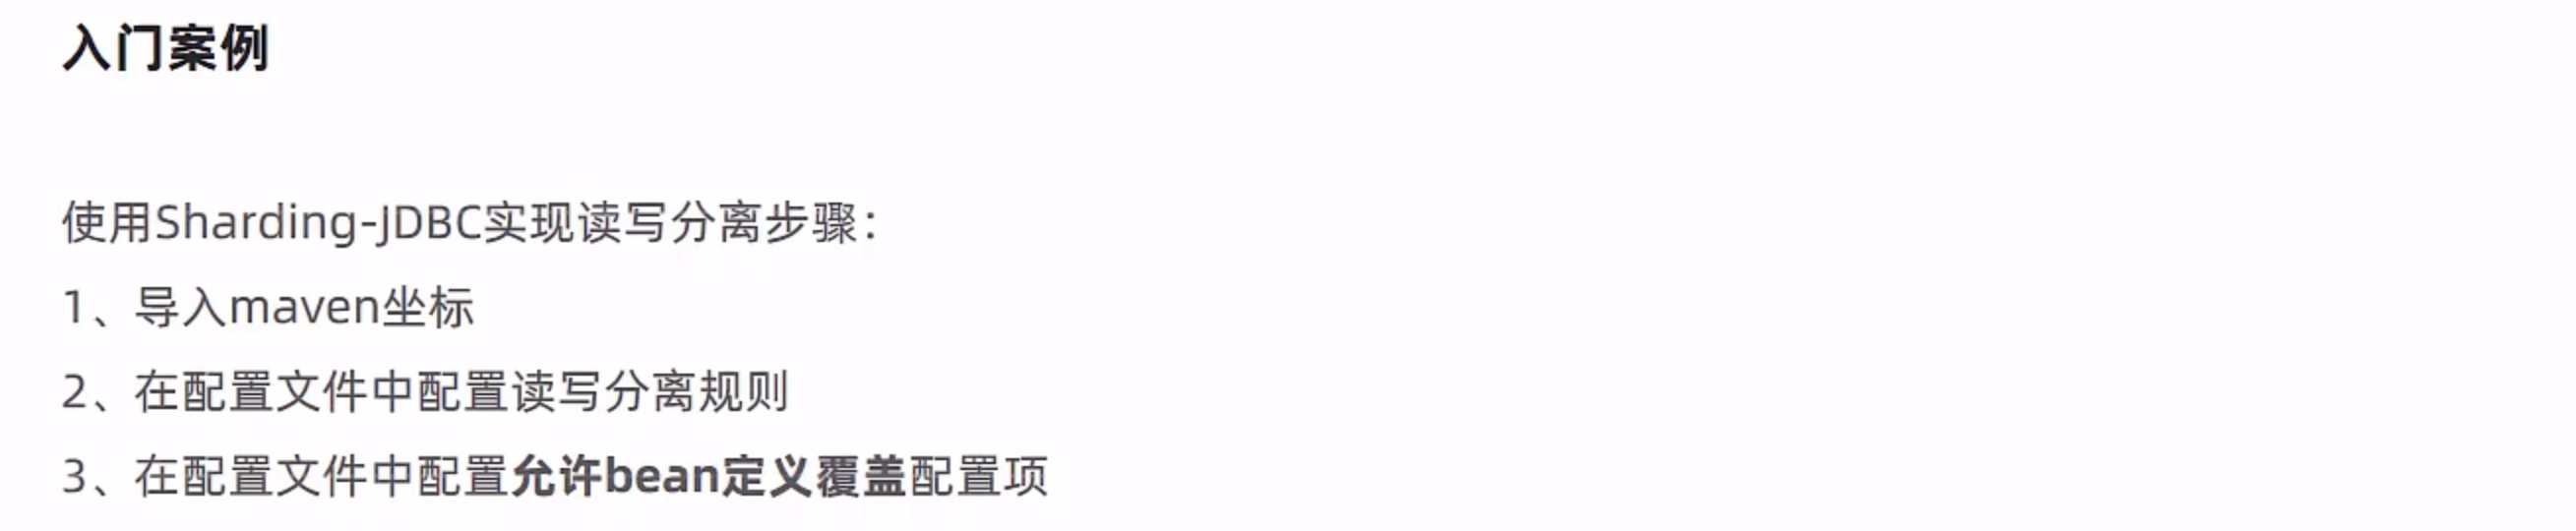 入门案例
使用Sharding-JDBC实现读写分离步骤：
1、导入maven坐标
2、在配置文件中配置读写分离规则
3、在配置文件中配置允许bean定义覆盖配置项